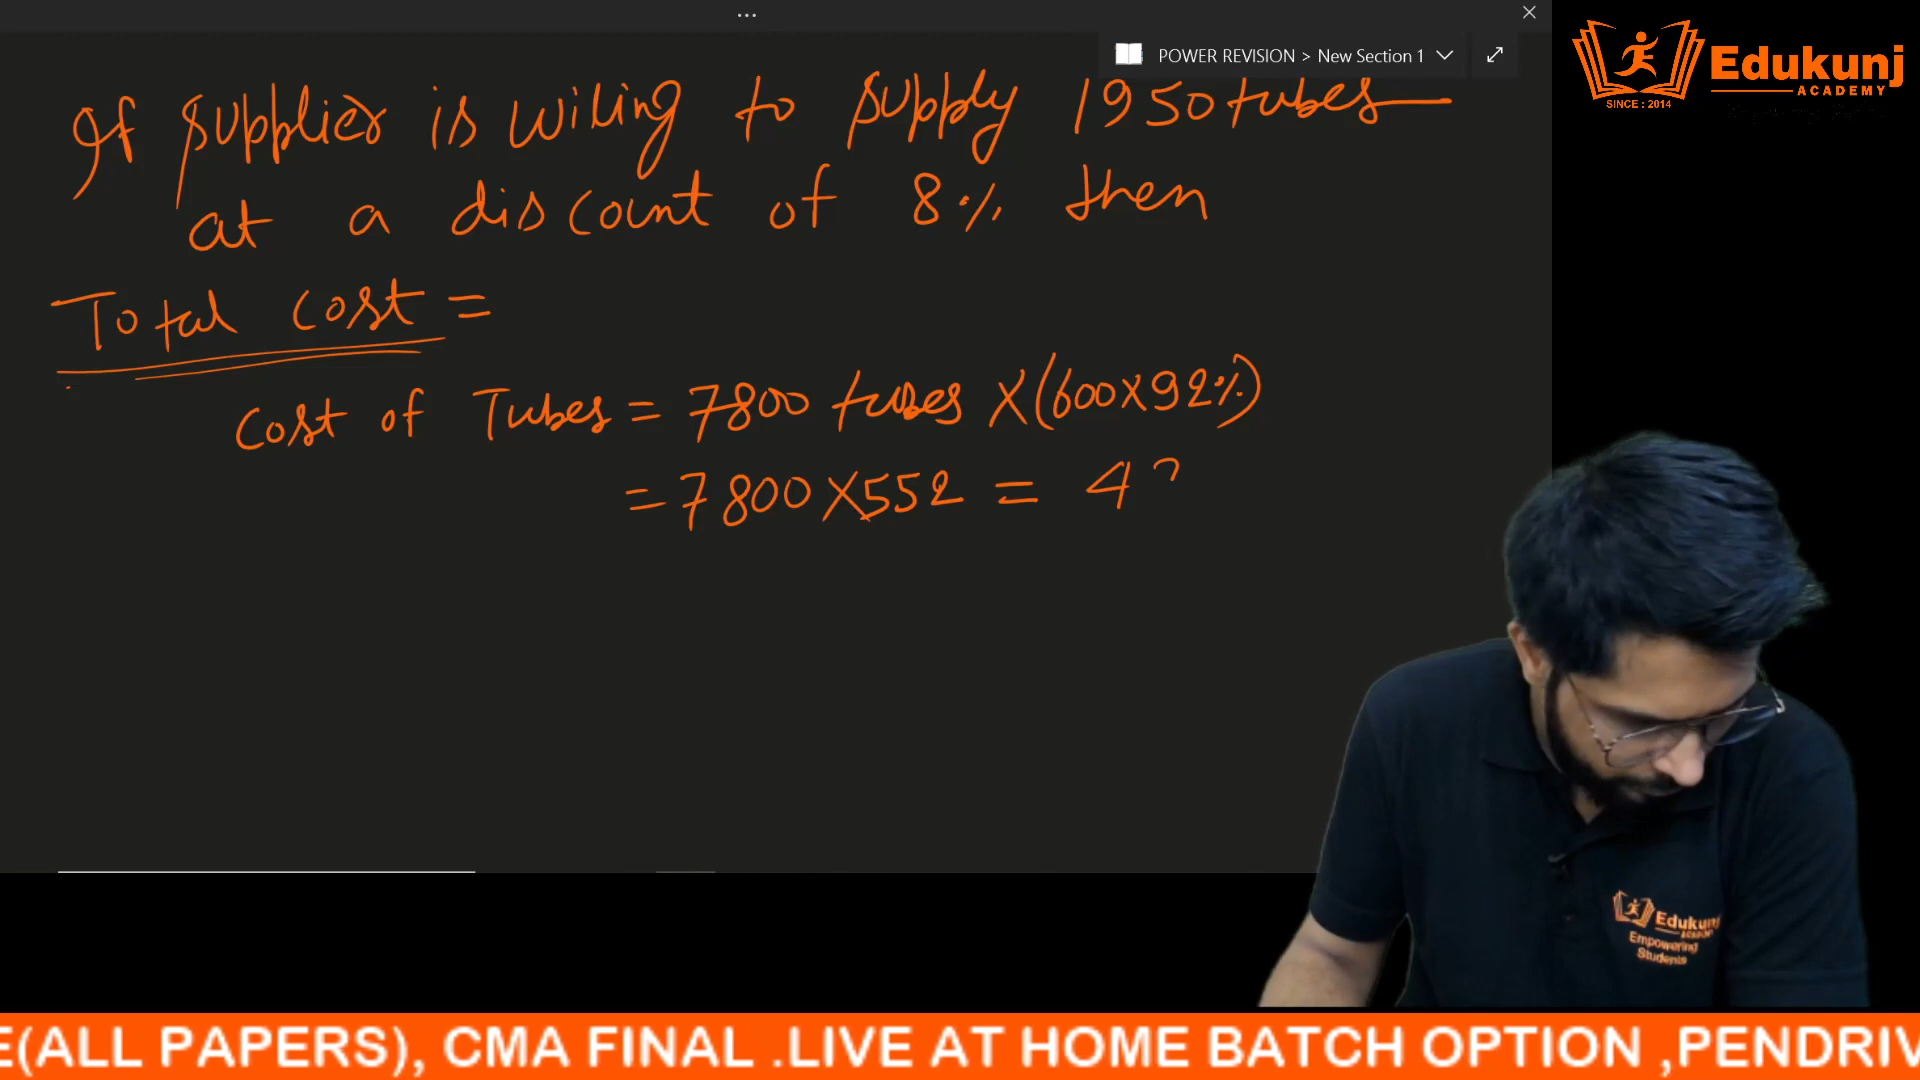 POWER REVISION > New Section 1
Edukunj
ACADEMY
SINCE : 2014
If supplier is wiling to supply 1950 tubes
at a discount of 8% then
Total Cost =
Cost of Tubes = 7800 tubes X (600X92%)
= 7800X552 = 4
Edukunj
ACADEMY
Empowering
Students
E(ALL PAPERS), CMA FINAL .LIVE AT HOME BATCH OPTION ,PENDRIV